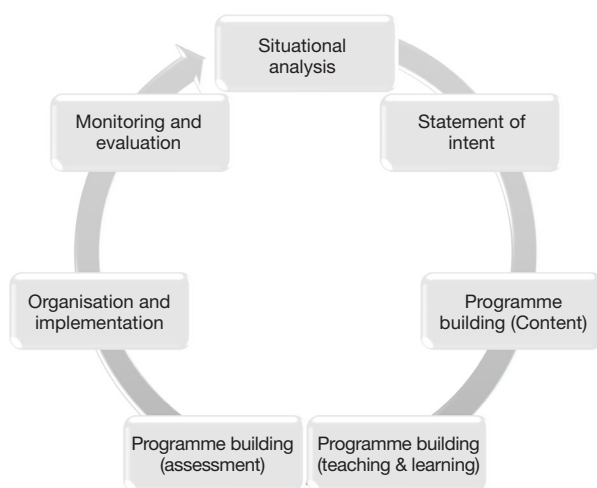 Situational
analysis
Statement of
intent
Programme
building (Content)
Programme building
(teaching & learning)
Programme building
(assessment)
Organisation and
implementation
Monitoring and
evaluation